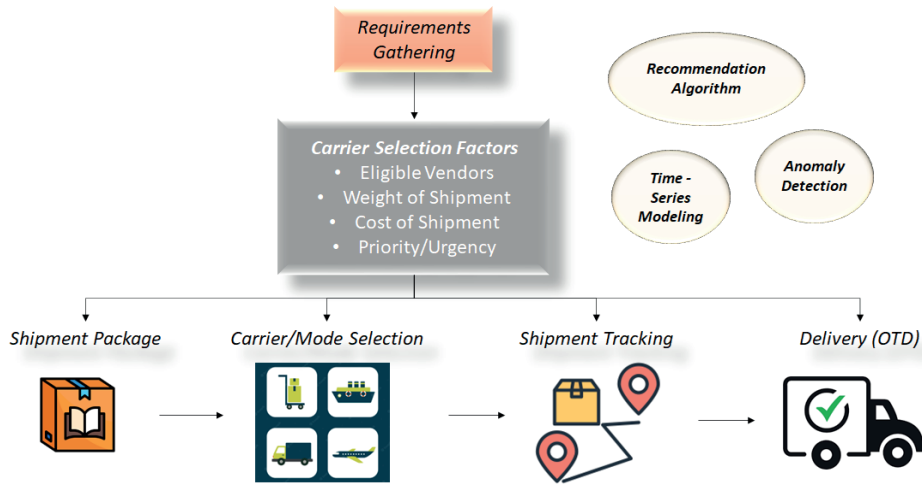 Requirements
Gathering
Recommendation
Algorithm
Carrier Selection Factors
• Eligible Vendors
• Weight of Shipment
• Cost of Shipment
• Priority/Urgency
Time -
Series
Modeling
Anomaly
Detection
Shipment Package
Carrier/Mode Selection
Shipment Tracking
Delivery (OTD)